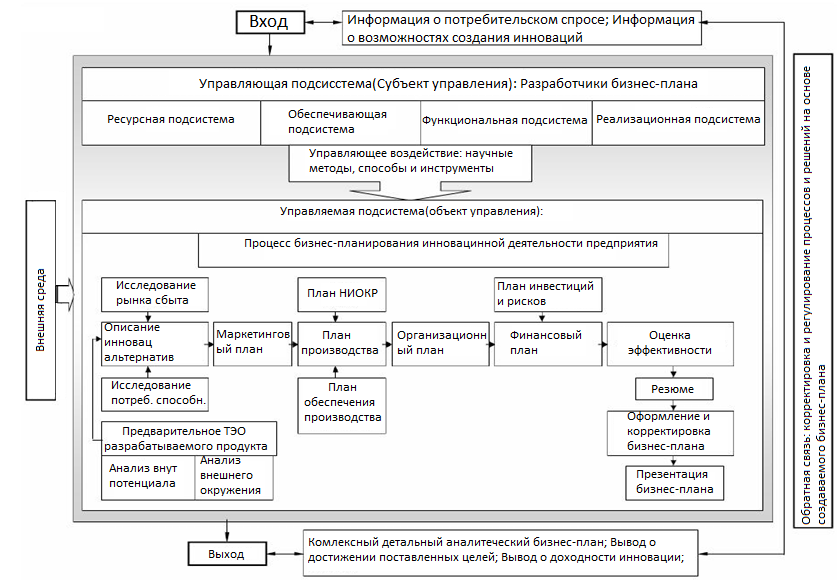 Вход
Информация о потребительском спросе; Информация
о возможностях создания инноваций
Управляющая подсисстема(Субъект управления): Разработчики бизнес-плана
Ресурсная подсистема
Обеспечивающая
подсистема
Функциональная подсистема
Реализационная подсистема
Управляющее воздействие: научные
методы, способы и инструменты
Управляемая подсистема(объект управления):
Процесс бизнес-планирования инновацинной деятельности предприятия
Исследование
рынка сбыта
План НИОКР
План инвестиций
и рисков
Описание
инновац
альтернатив
Маркетингов
ый план
План
производства
Организацион
ный план
Финансовый
план
Оценка
эффективности
Исследование
потреб. способн.
План
обеспечения
производства
Резюме
Предварительное ТЭО
разрабатываемого продукта
Оформление и
корректировка
бизнес-плана
Анализ внут
потенциала
Анализ
внешнего
окружения
Презентация
бизнес-плана
Внешняя среда
Обратная связь: корректировка и регулирование процессов и решений на основе
создаваемого бизнес-плана
Выход
Комлексный детальный аналитеческий бизнес-план; Вывод о
достижении поставленных целей; Вывод о доходности инновации;